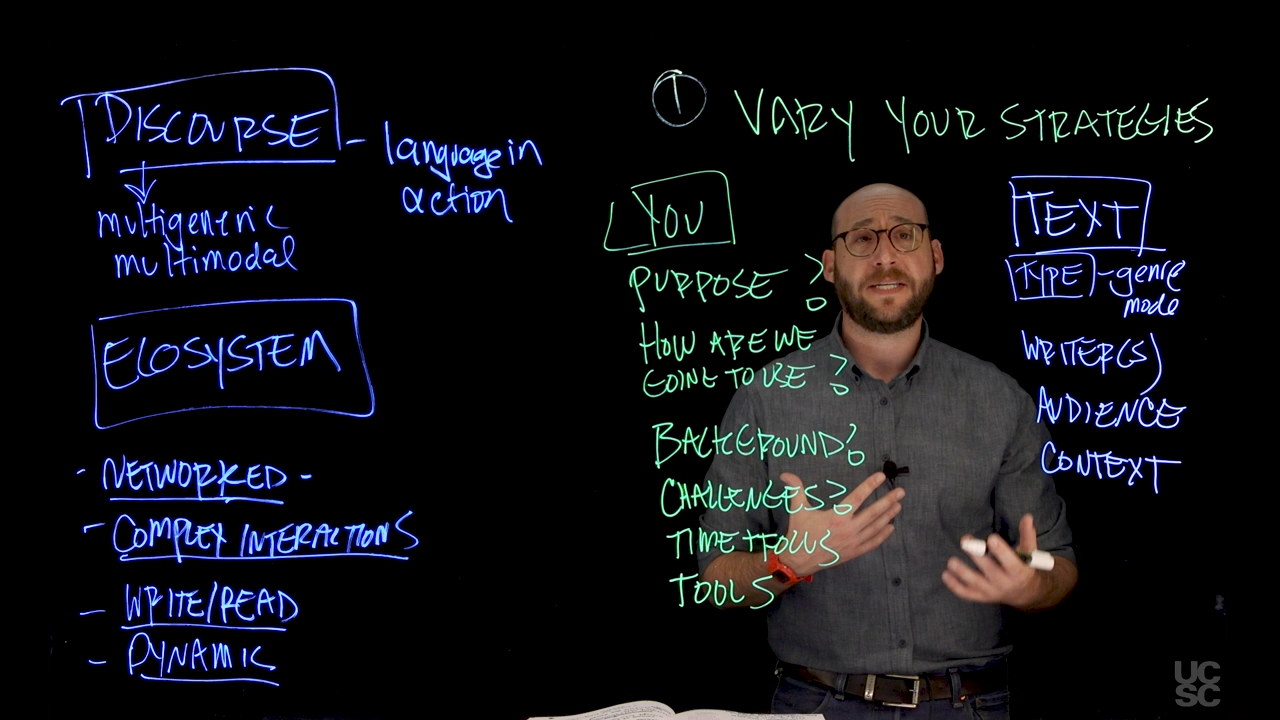 DISCOURSE - language in
action
multigeneric
multimodal
ECOSYSTEM
- NETWORKED -
- COMPLEX INTERACTIONS
- WRITE/READ
- DYNAMIC
1 VARY YOUR STRATEGIES
YOU
PURPOSE?
HOW ARE WE
GOING TO USE?
BACKGROUND?
CHALLENGES?
TIME + FOCUS
TOOLS
TEXT
TYPE - genre
mode
WRITER(S)
AUDIENCE
CONTEXT
UC
SC